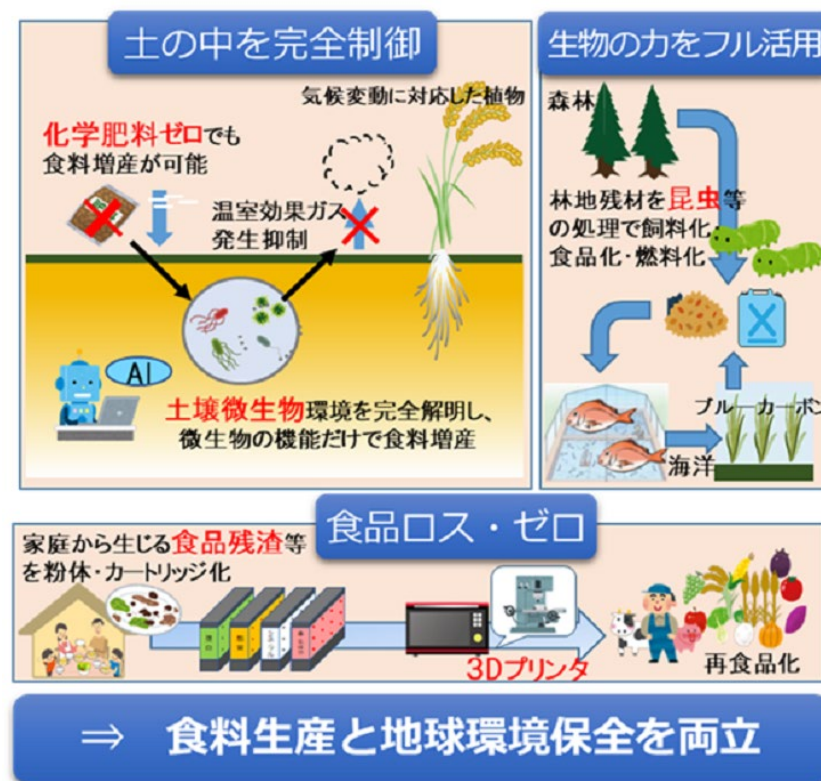 土の中を完全制御
気候変動に対応した植物
化学肥料ゼロでも
食料増産が可能
温室効果ガス
発生抑制
AI
土壌微生物環境を完全解明し、
微生物の機能だけで食料増産
生物の力をフル活用
森林
林地残材を昆虫等
の処理で飼料化
食品化・燃料化
ブルーカーボン
海洋
食品ロス・ゼロ
家庭から生じる食品残渣等
を粉体・カートリッジ化
3Dプリンタ
再食品化
⇒ 食料生産と地球環境保全を両立